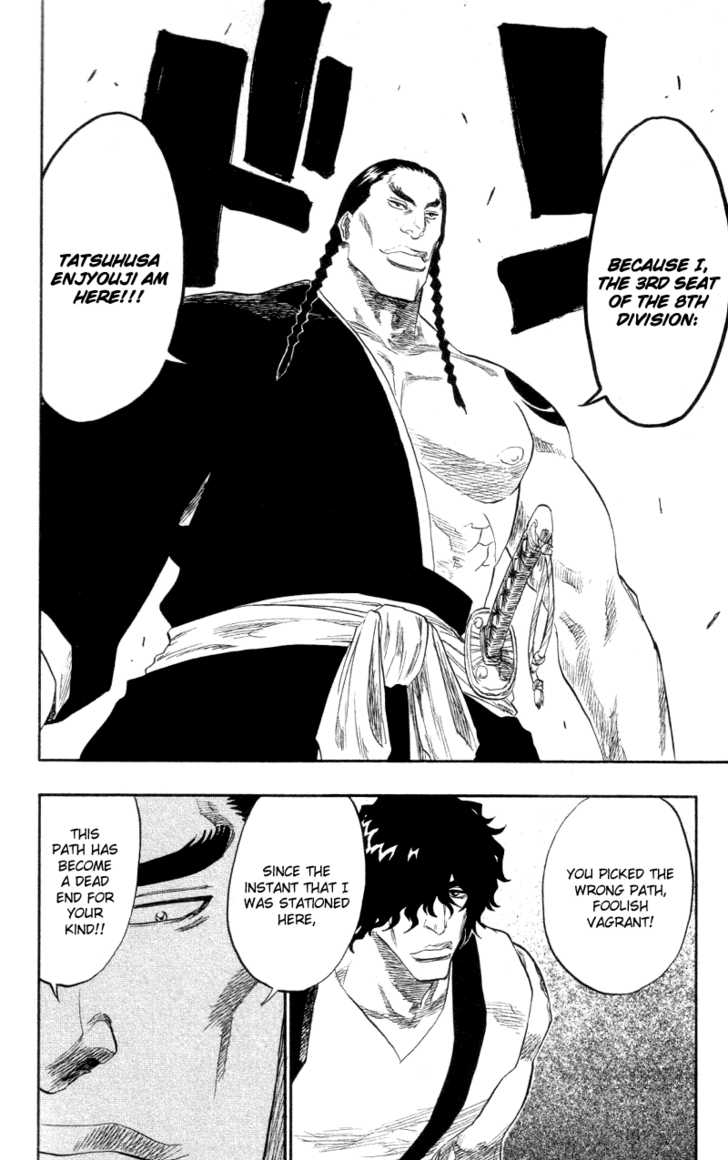 BECAUSE I,
THE 3RD SEAT
OF THE 8TH
DIVISION:
TATSUHUSA
ENJYOUJI AM
HERE!!!
YOU PICKED THE
WRONG PATH,
FOOLISH
VAGRANT!
SINCE THE
INSTANT THAT I
WAS STATIONED
HERE,
THIS
PATH HAS
BECOME
A DEAD
END FOR
YOUR
KIND!!